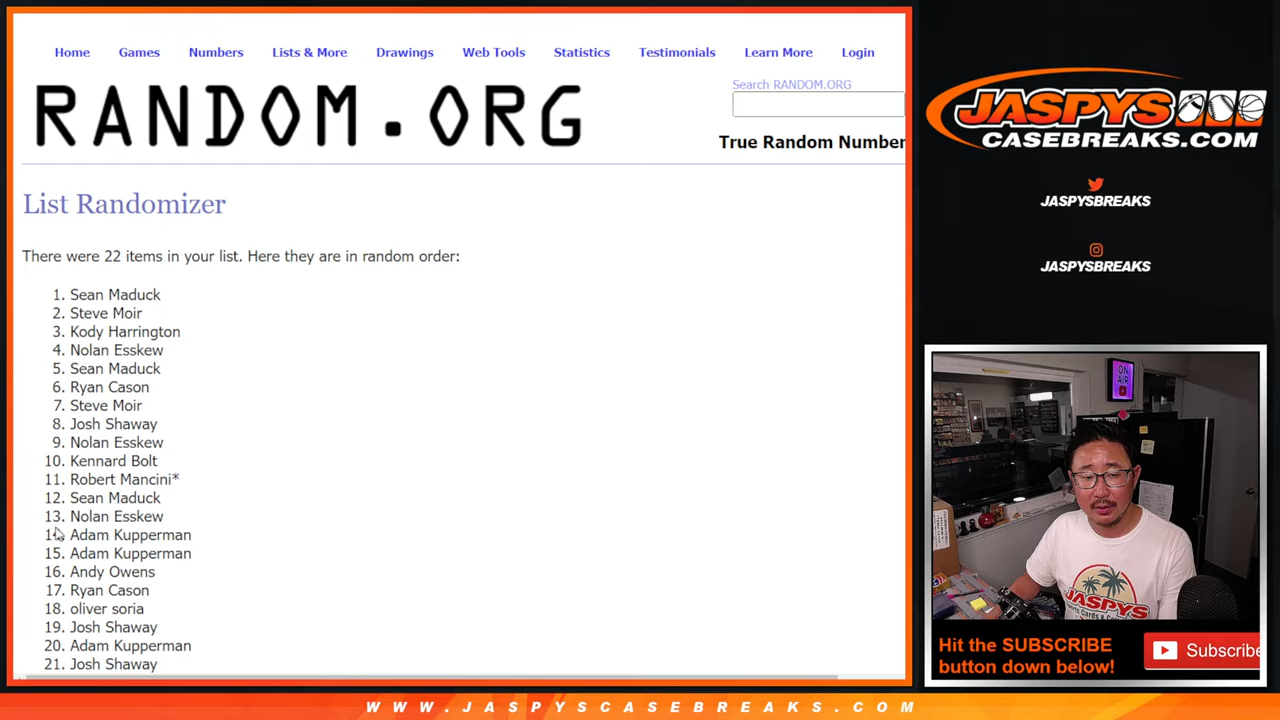 Home Games Numbers Lists & More Drawings Web Tools Statistics Testimonials Learn More Login
RANDOM.ORG
Search RANDOM.ORG
True Random Number
List Randomizer
There were 22 items in your list. Here they are in random order:
1. Sean Maduck
2. Steve Moir
3. Kody Harrington
4. Nolan Esskew
5. Sean Maduck
6. Ryan Cason
7. Steve Moir
8. Josh Shaway
9. Nolan Esskew
10. Kennard Bolt
11. Robert Mancini*
12. Sean Maduck
13. Nolan Esskew
14. Adam Kupperman
15. Adam Kupperman
16. Andy Owens
17. Ryan Cason
18. oliver soria
19. Josh Shaway
20. Adam Kupperman
21. Josh Shaway
JASPYS
CASEBREAKS.COM
JASPYSBREAKS
JASPYSBREAKS
ON
AIR
JASPYS
Hit the SUBSCRIBE
button down below!
Subscribe
WWW.JASPYSCASEBREAKS.COM